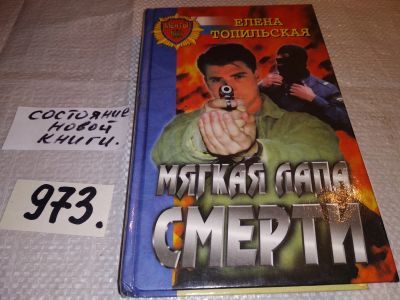 ЕЛЕНА
ТОПИЛЬСКАЯ
МЯГКАЯ ЛАПА
СМЕРТИ
состояние
новой
книги.
973.